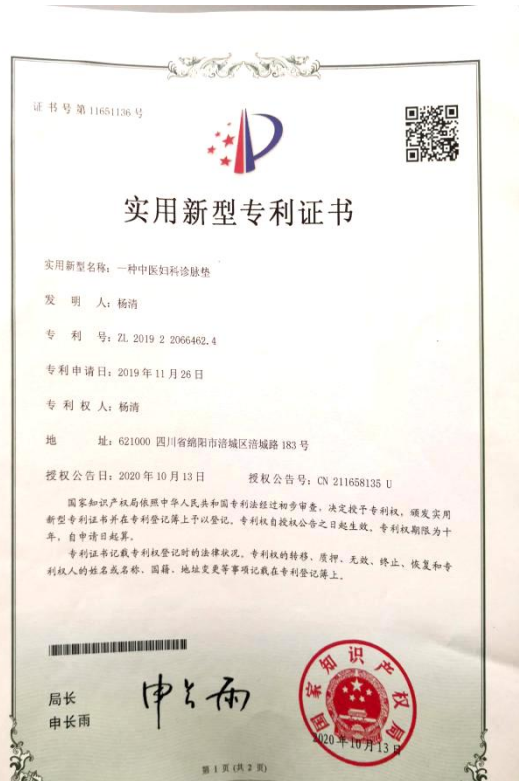 证书号第11651136号
实用新型专利证书
实用新型名称：一种中医妇科诊脉垫
发 明 人：杨清
专 利 号：ZL 2019 2 2066462.4
专利申请日：2019年11月26日
专 利 权 人：杨清
地 址：621000 四川省绵阳市涪城区涪城路183号
授权公告日：2020年10月13日 授权公告号：CN 211658135 U
国家知识产权局依照中华人民共和国专利法经过初步审查，决定授予专利权，颁发实用
新型专利证书并在专利登记簿上予以登记。专利权自授权公告之日起生效。专利权期限为十
年，自申请日起算。
专利证书记载专利权登记时的法律状况。专利权的转移、质押、无效、终止、恢复和专
利权人的姓名或名称、国籍、地址变更等事项记载在专利登记簿上。
局长
申长雨
申长雨
国家知识产权局
2020年10月13日
第 1 页 (共 2 页)